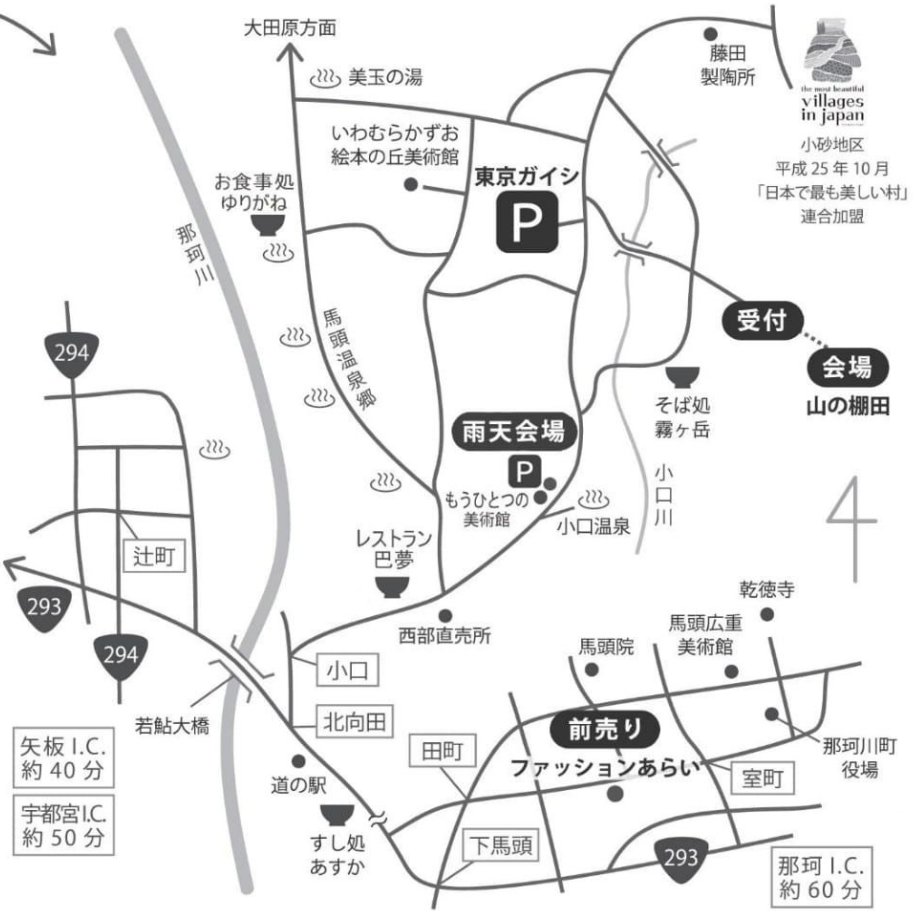 大田原方面
美玉の湯
藤田
製陶所
the most beautiful
villages
in japan
小砂地区
平成25年10月
「日本で最も美しい村」
連合加盟
いわむらかずお
絵本の丘美術館
東京ガイシ
P
お食事処
ゆりがね
那珂川
馬頭温泉郷
294
受付
会場
山の棚田
そば処
霧ヶ岳
雨天会場
P
もうひとつの
美術館
小口温泉
小口川
辻町
レストラン
巴夢
293
294
西部直売所
乾徳寺
馬頭広重
美術館
馬頭院
小口
若鮎大橋
北向田
前売り
ファッションあらい
田町
室町
那珂川町
役場
矢板I.C.
約40分
道の駅
宇都宮I.C.
約50分
すし処
あすか
下馬頭
293
那珂I.C.
約60分